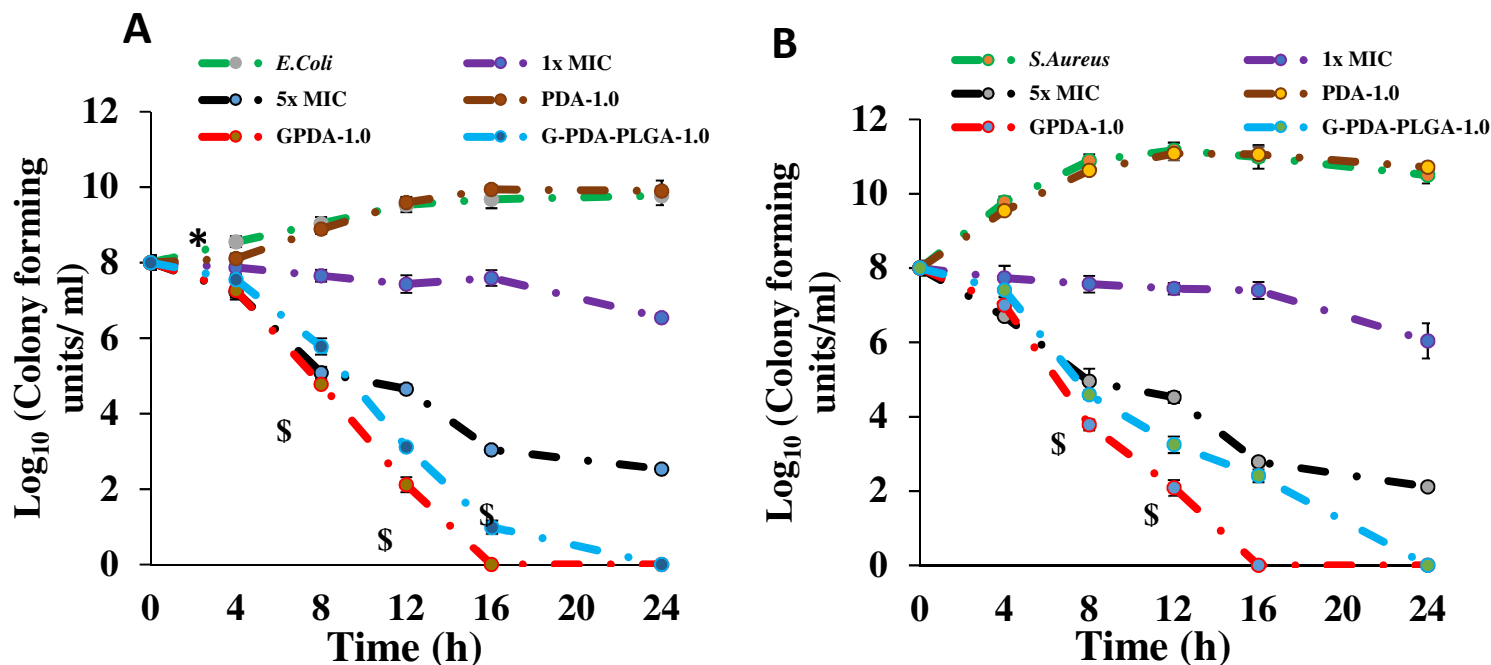 A
E.Coli
1x MIC
5x MIC
PDA-1.0
GPDA-1.0
G-PDA-PLGA-1.0
Log10 (Colony forming
units/ ml)
12
10
8
6
4
2
0
*
$
$
$
0 4 8 12 16 20 24
Time (h)
B
S.Aureus
1x MIC
5x MIC
PDA-1.0
GPDA-1.0
G-PDA-PLGA-1.0
Log10 (Colony forming
units/ml)
12
10
8
6
4
2
0
$
$
0 4 8 12 16 20 24
Time (h)